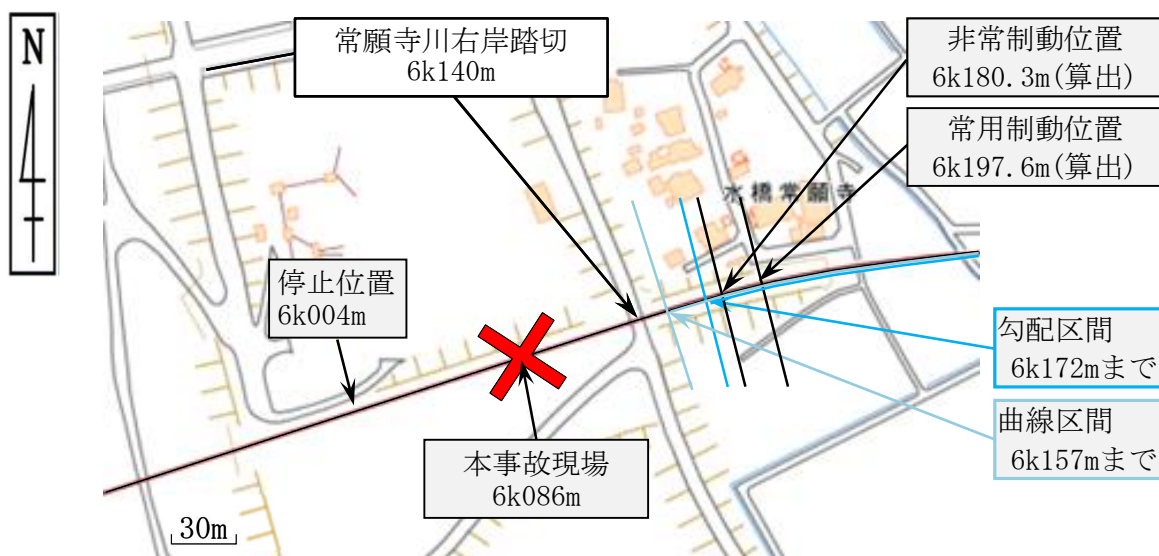 N
常願寺川右岸踏切
6k140m
非常制動位置
6k180.3m(算出)
常用制動位置
6k197.6m(算出)
水橋常願寺
停止位置
6k004m
勾配区間
6k172mまで
曲線区間
6k157mまで
本事故現場
6k086m
30m